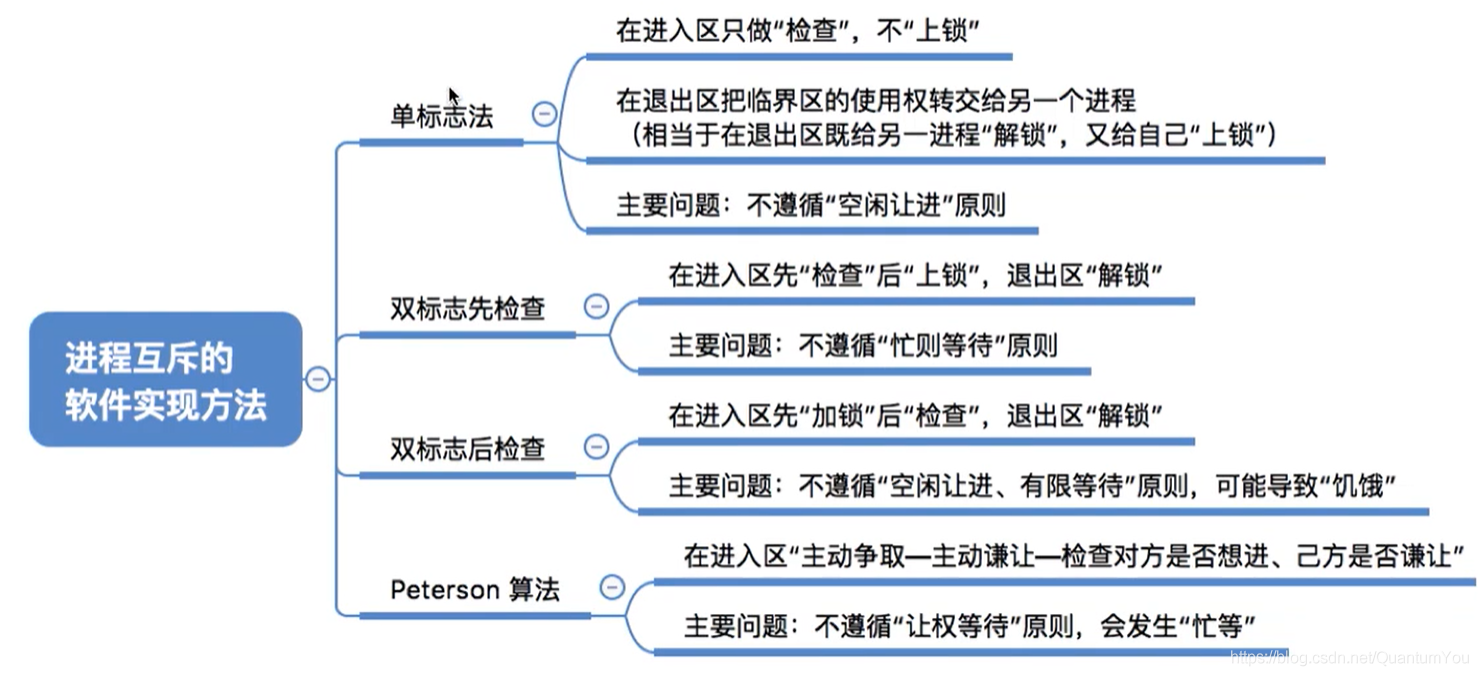 进程互斥的
软件实现方法
单标志法
在进入区只做“检查”，不“上锁”
在退出区把临界区的使用权转交给另一个进程
（相当于在退出区既给另一进程“解锁”，又给自己“上锁”）
主要问题：不遵循“空闲让进”原则
双标志先检查
在进入区先“检查”后“上锁”，退出区“解锁”
主要问题：不遵循“忙则等待”原则
双标志后检查
在进入区先“加锁”后“检查”，退出区“解锁”
主要问题：不遵循“空闲让进、有限等待”原则，可能导致“饥饿”
Peterson 算法
在进入区“主动争取—主动谦让—检查对方是否想进、己方是否谦让”
主要问题：不遵循“让权等待”原则，会发生“忙等”
https://blog.csdn.net/QuantumYou